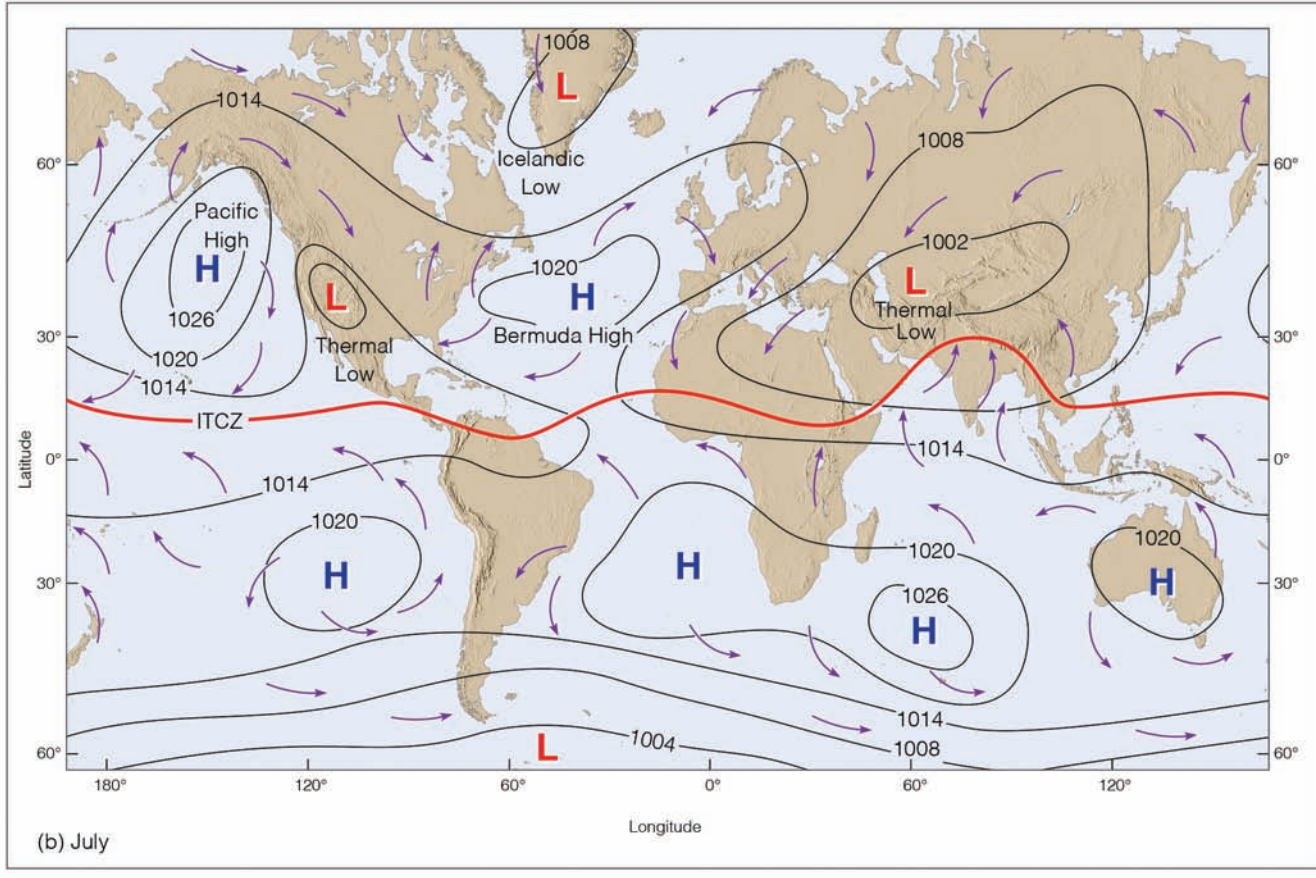 1008
L
1014
Icelandic
Low
1008
60°
60°
Pacific
High
H
1026
1020
1014
1020
H
Bermuda High
L
Thermal
Low
1002
L
Thermal
Low
30°
30°
ITCZ
Latitude
0°
0°
1014
1014
1020
H
H
1020
1026
H
1020
H
30°
30°
1014
1008
1004
L
60°
60°
180°
120°
60°
0°
60°
120°
Longitude
(b) July